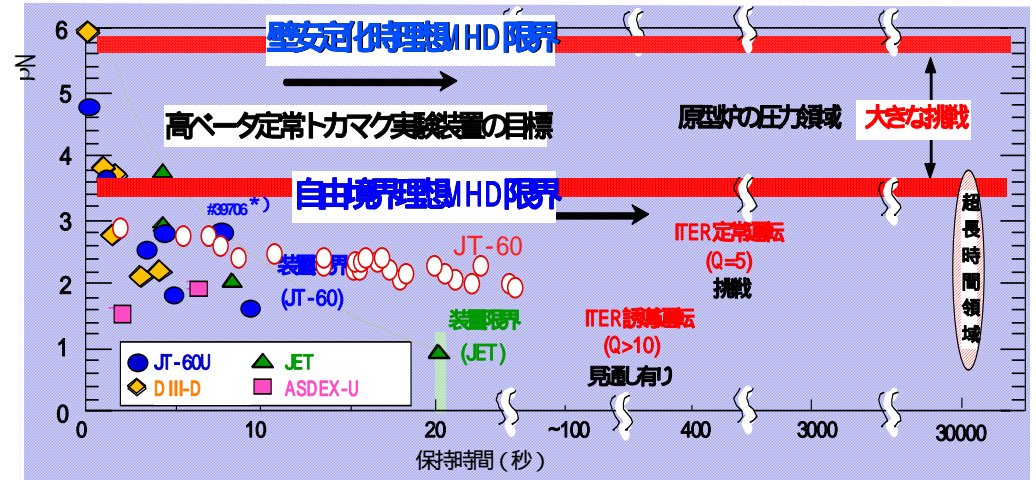 6
5
4
3
2
1
0
βN
壁安定化時理想MHD限界
高ベータ定常トカマク実験装置の目標
原型炉の圧力領域
大きな挑戦
自由境界理想MHD限界
#39706*)
JT-60
装置限界
(JT-60)
装置限界
(JET)
ITER定常運転
(Q=5)
挑戦
ITER誘導運転
(Q>10)
見通し有り
超長時間領域
JT-60U
JET
DIII-D
ASDEX-U
0
10
20
~100
400
3000
30000
保持時間(秒)